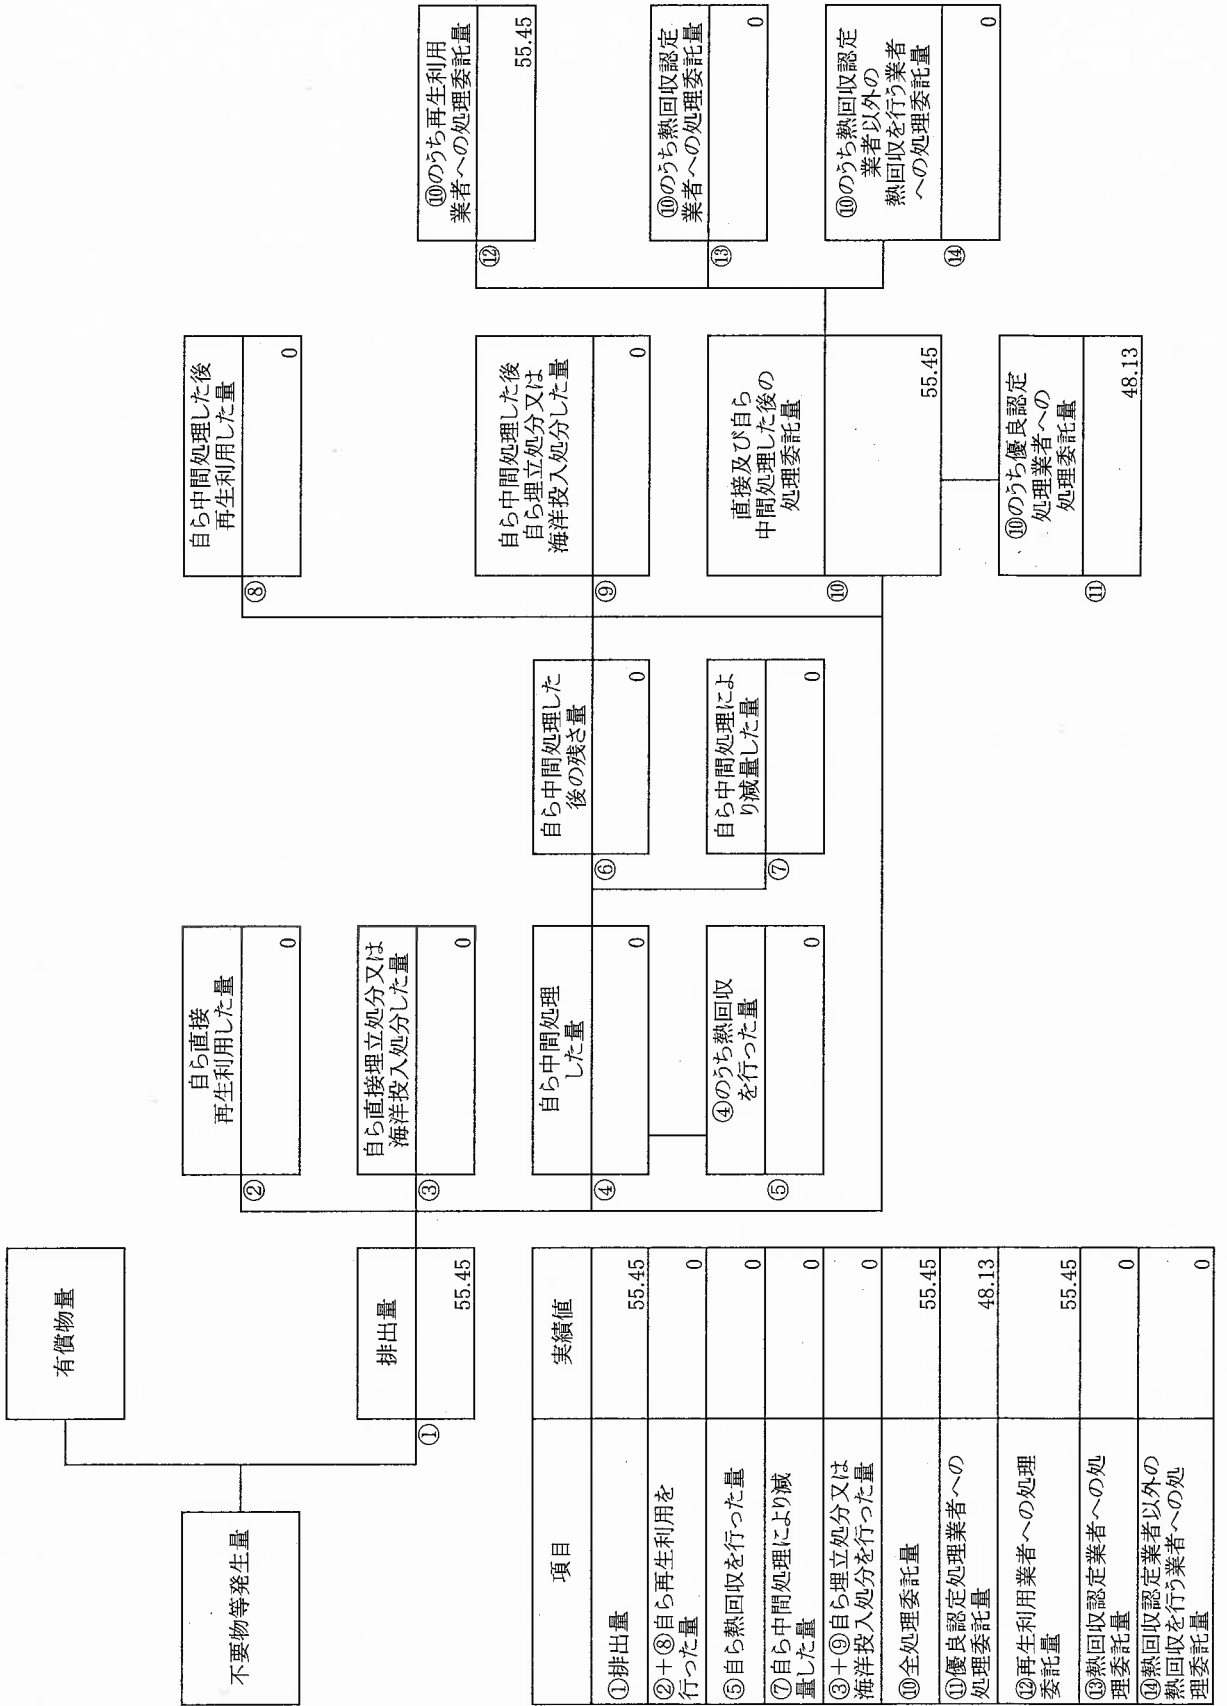 不要物等発生量
有償物量
排出量
①
55.45
自ら直接
再生利用した量
②
0
自ら直接埋立処分又は
海洋投入処分した量
③
0
自ら中間処理
した量
④
0
④のうち熱回収
を行った量
⑤
0
自ら中間処理した
後の残さ量
⑥
0
自ら中間処理によ
り減量した量
⑦
0
自ら中間処理した後
再生利用した量
⑧
0
自ら中間処理した後
自ら埋立処分又は
海洋投入処分した量
⑨
0
直接及び自ら
中間処理した後の
処理委託量
⑩
55.45
⑩のうち優良認定
処理業者への
処理委託量
⑪
48.13
⑩のうち再生利用
業者への処理委託量
⑫
55.45
⑩のうち熱回収認定
業者への処理委託量
⑬
0
⑩のうち熱回収認定
業者以外の
熱回収を行う業者
への処理委託量
⑭
0
項目 実績値
①排出量 55.45
②+⑧自ら再生利用を
行った量 0
⑤自ら熱回収を行った量 0
⑦自ら中間処理により減
量した量 0
③+⑨自ら埋立処分又は
海洋投入処分を行った量 0
⑩全処理委託量 55.45
⑪優良認定処理業者への
処理委託量 48.13
⑫再生利用業者への処理
委託量 55.45
⑬熱回収認定業者への処
理委託量 0
⑭熱回収認定業者以外の
熱回収を行う業者への処
理委託量 0